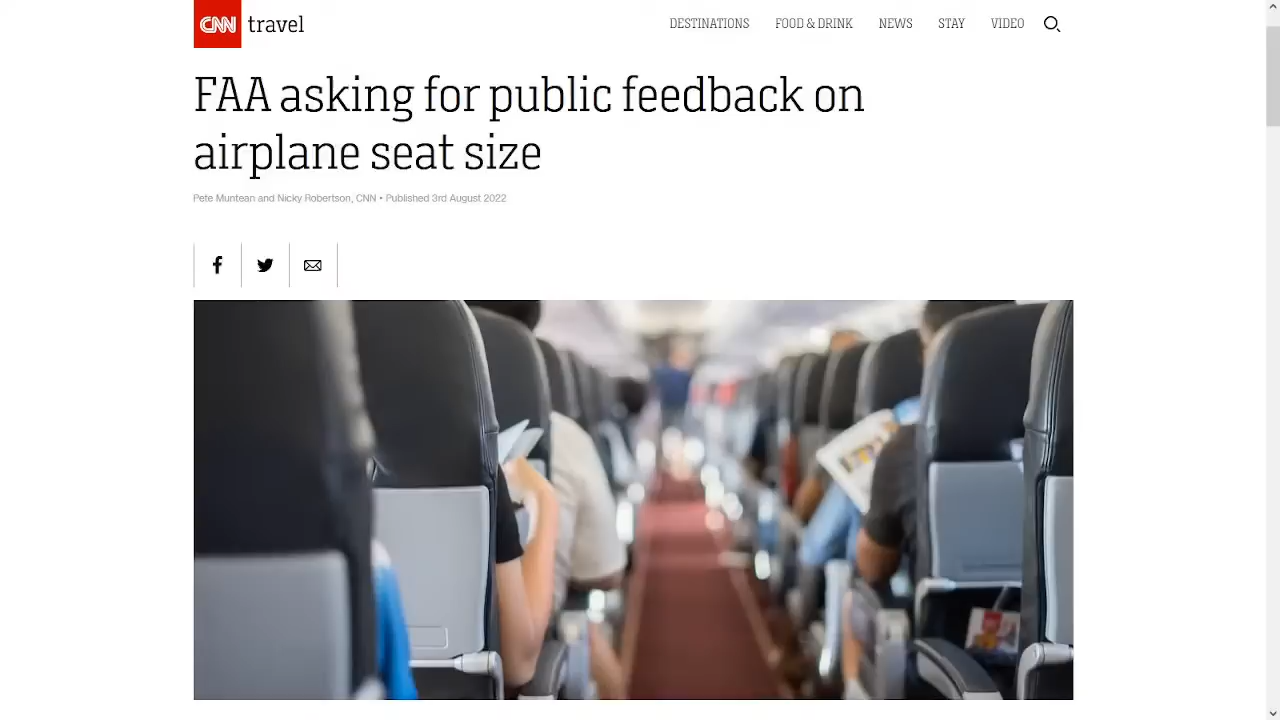 CNN travel DESTINATIONS FOOD & DRINK NEWS STAY VIDEO
FAA asking for public feedback on
airplane seat size
Pete Muntean and Nicky Robertson, CNN • Published 3rd August 2022